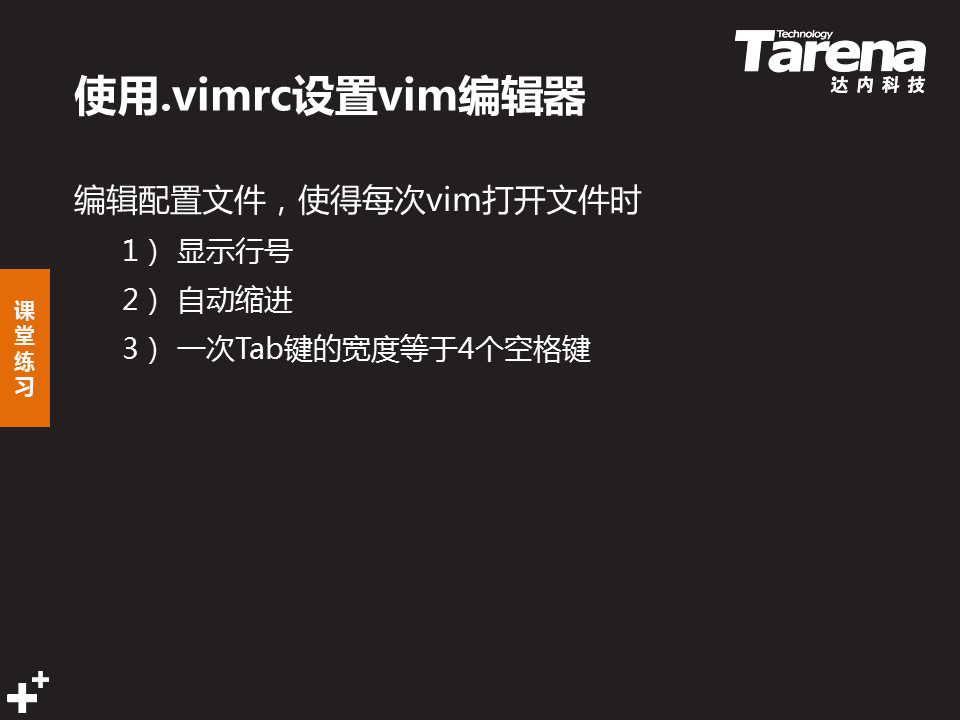 Technology
Tarena
达内科技
使用.vimrc设置vim编辑器
编辑配置文件，使得每次vim打开文件时
1） 显示行号
2） 自动缩进
3） 一次Tab键的宽度等于4个空格键
课
堂
练
习